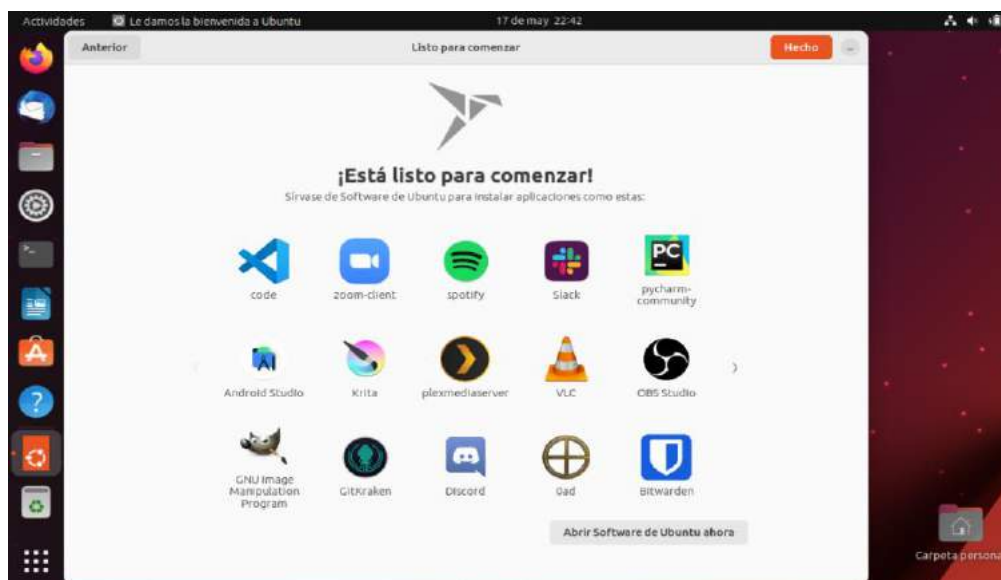 Actividades
Le damos la bienvenida a Ubuntu
17 de may 22:42
Anterior
Listo para comenzar
Hecho
¡Está listo para comenzar!
Sírvase de Software de Ubuntu para instalar aplicaciones como estas:
code
zoom-client
spotify
Slack
PC
pycharm-
community
Android Studio
Krita
plexmediaserver
VLC
OBS Studio
GNU Image
Manipulation
Program
GitKraken
Discord
0ad
Bitwarden
Abrir Software de Ubuntu ahora
Carpeta persona